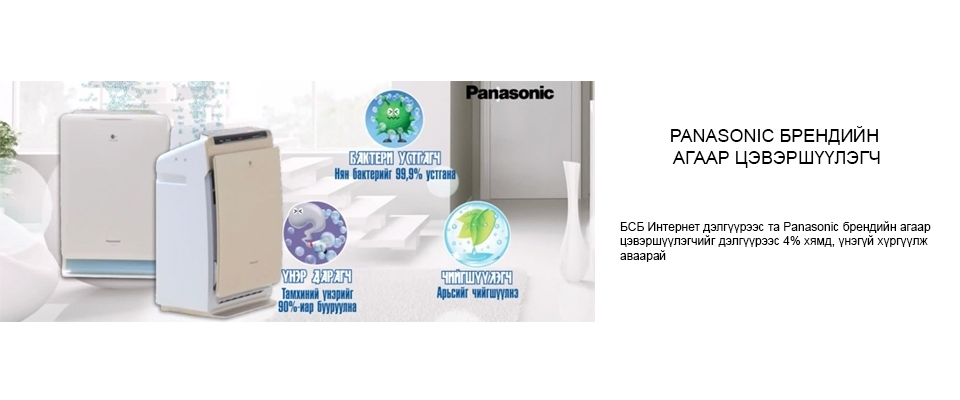 Panasonic
БАКТЕРИ УСТГАГЧ
Нян бактерийг 99,9% устгана
ҮНЭР ДАРАГЧ
Тамхиний үнэрийг
90%-иар бууруулна
ЧИЙГШҮҮЛЭГЧ
Арьсийг чийгшүүлнэ
PANASONIC БРЕНДИЙН
АГААР ЦЭВЭРШҮҮЛЭГЧ
БСБ Интернет дэлгүүрээс та Panasonic брендийн агаар
цэвэршүүлэгчийг дэлгүүрээс 4% хямд, үнэгүй хүргүүлж
аваарай